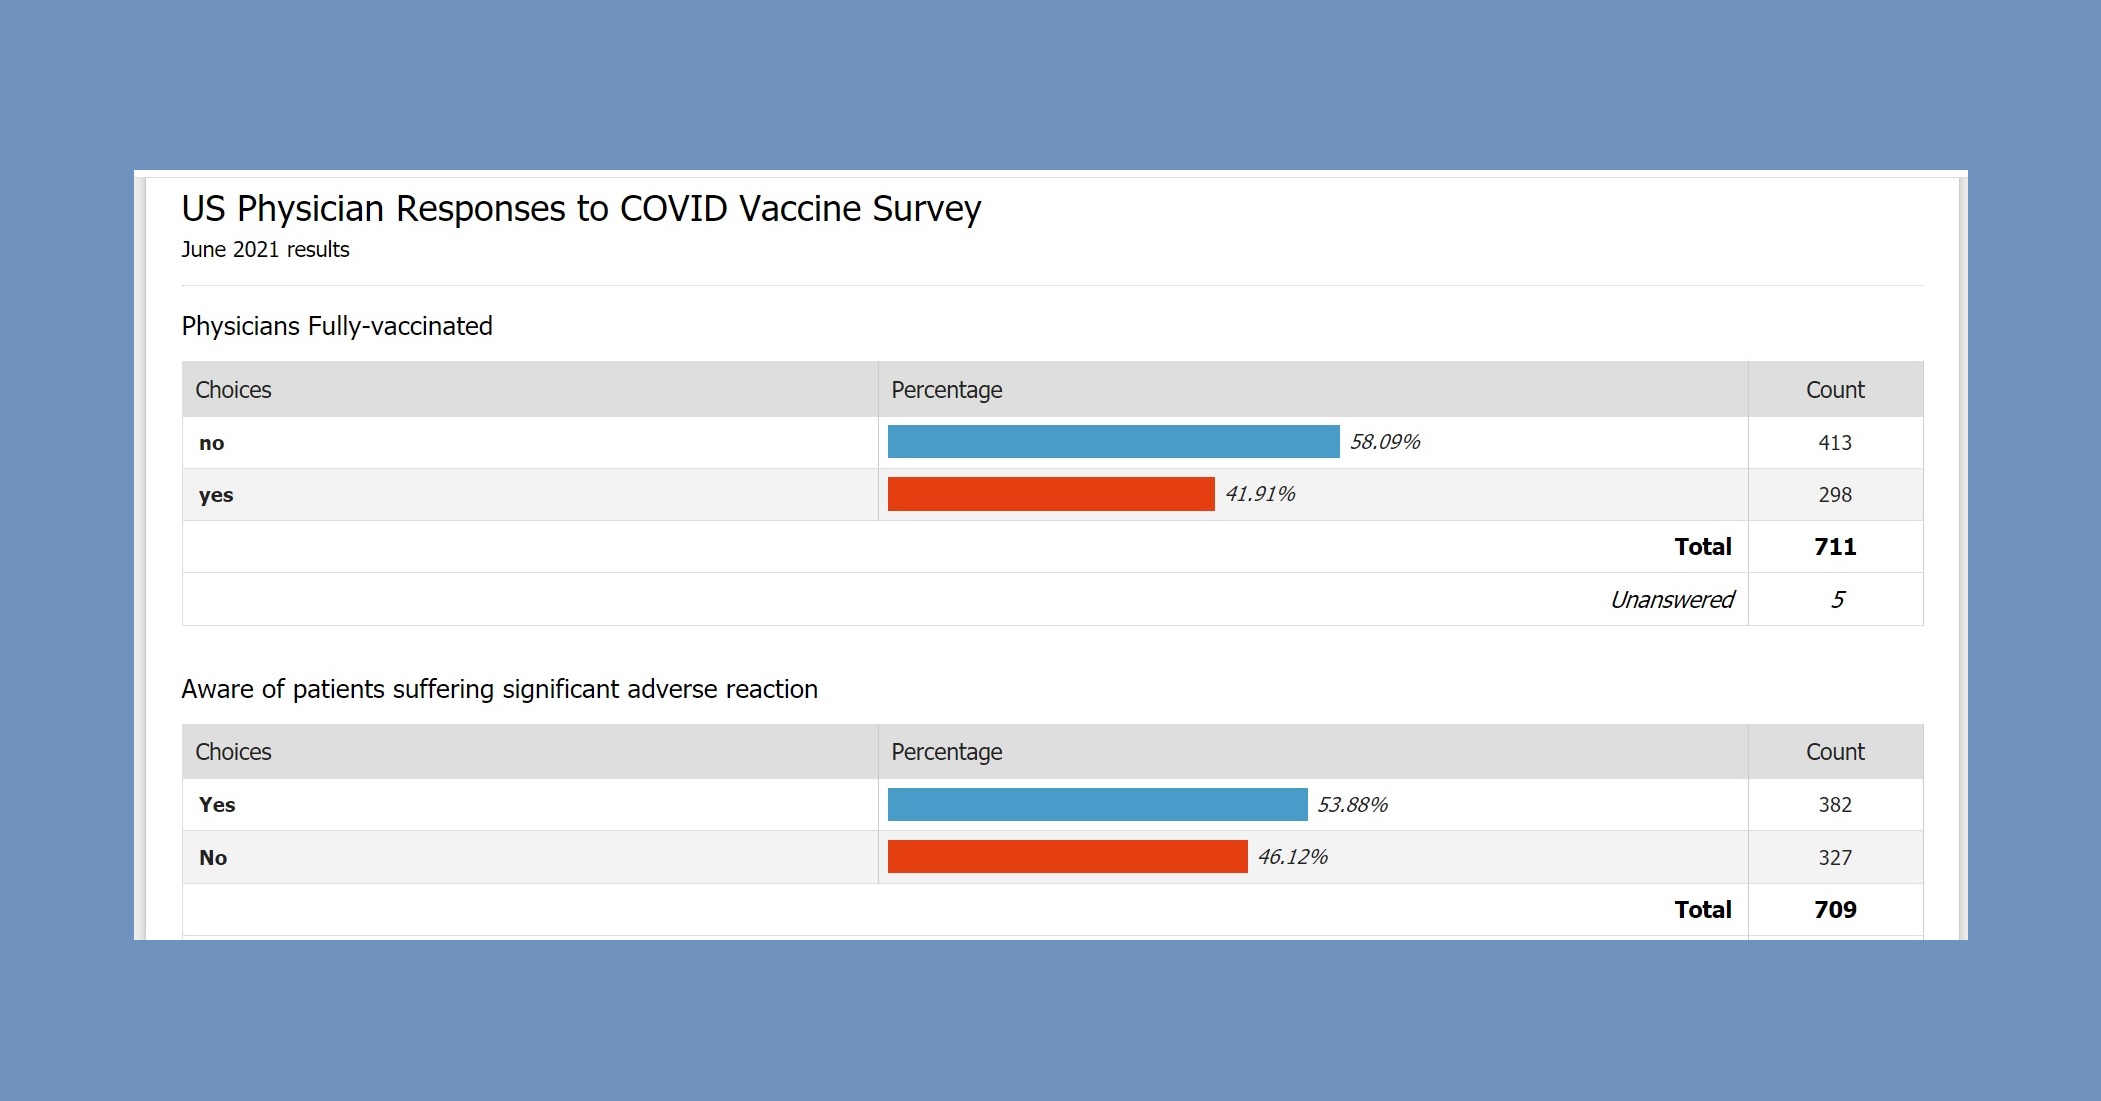 US Physician Responses to COVID Vaccine Survey
June 2021 results
Physicians Fully-vaccinated
Choices Percentage Count
no 58.09% 413
yes 41.91% 298
Total 711
Unanswered 5
Aware of patients suffering significant adverse reaction
Choices Percentage Count
Yes 53.88% 382
No 46.12% 327
Total 709